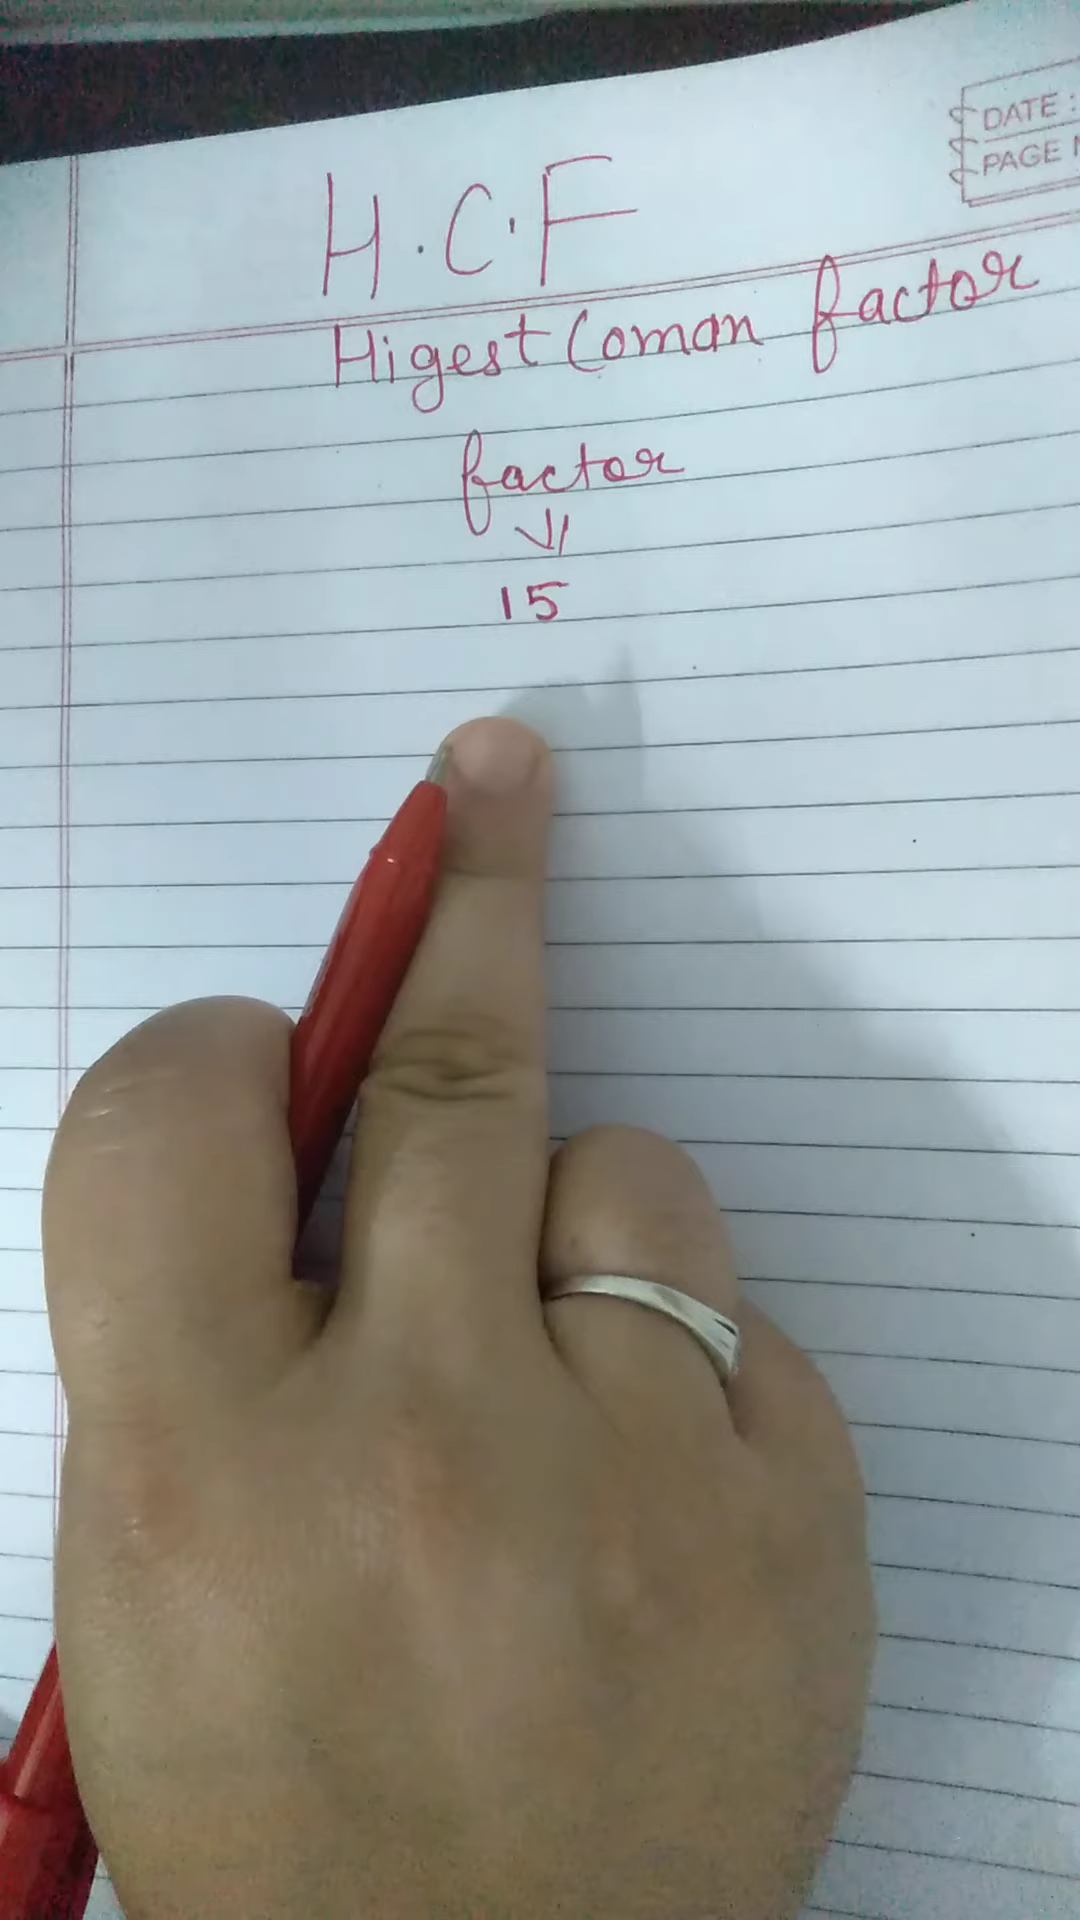 DATE :
PAGE
H.C.F
Higest Coman factor
factor
15